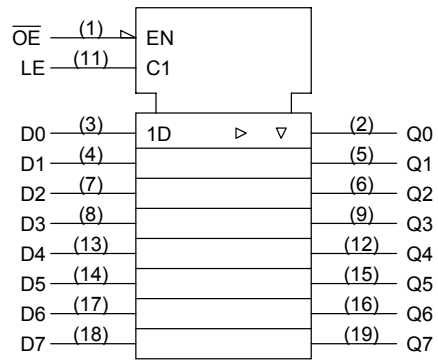 O̅E̅ (1) EN
LE (11) C1
D0 (3) 1D (2) Q0
D1 (4) (5) Q1
D2 (7) (6) Q2
D3 (8) (9) Q3
D4 (13) (12) Q4
D5 (14) (15) Q5
D6 (17) (16) Q6
D7 (18) (19) Q7